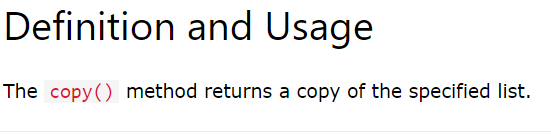 Definition and Usage
The copy() method returns a copy of the specified list.